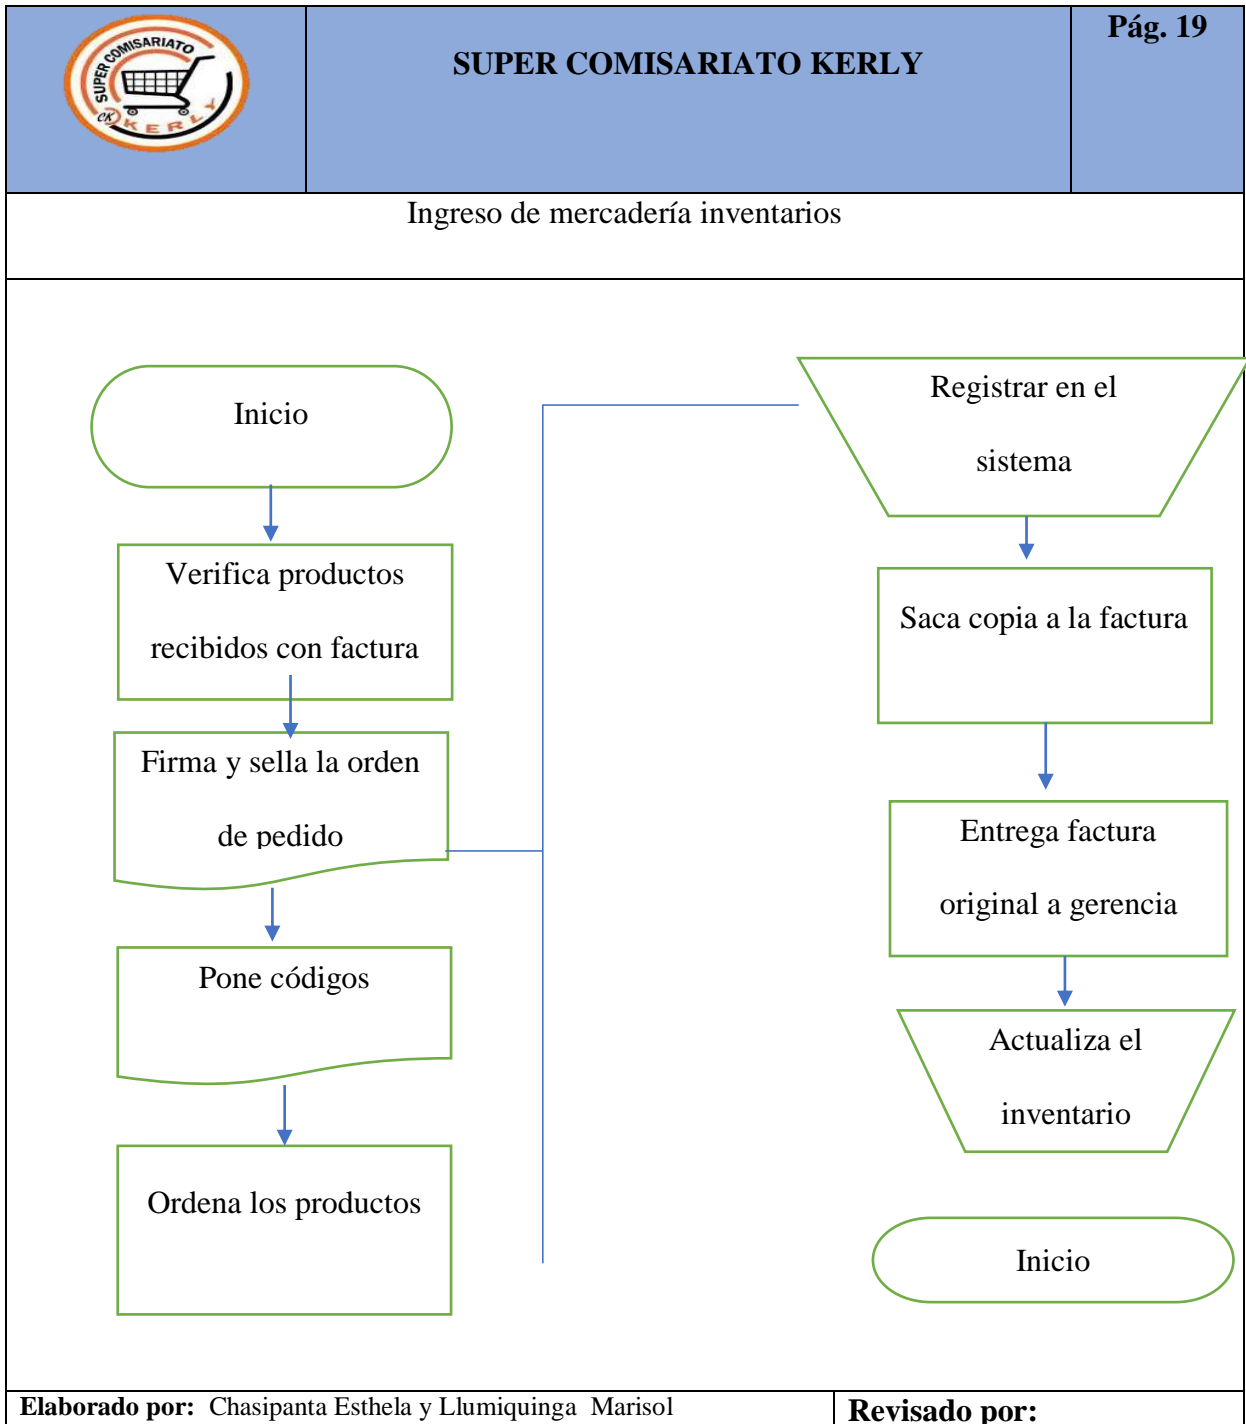 SUPER COMISARIATO
CK
KERLY
SUPER COMISARIATO KERLY
Pág. 19
Ingreso de mercadería inventarios
Inicio
Verifica productos
recibidos con factura
Firma y sella la orden
de pedido
Pone códigos
Ordena los productos
Registrar en el
sistema
Saca copia a la factura
Entrega factura
original a gerencia
Actualiza el
inventario
Inicio
Elaborado por: Chasipanta Esthela y Llumiquinga Marisol
Revisado por: